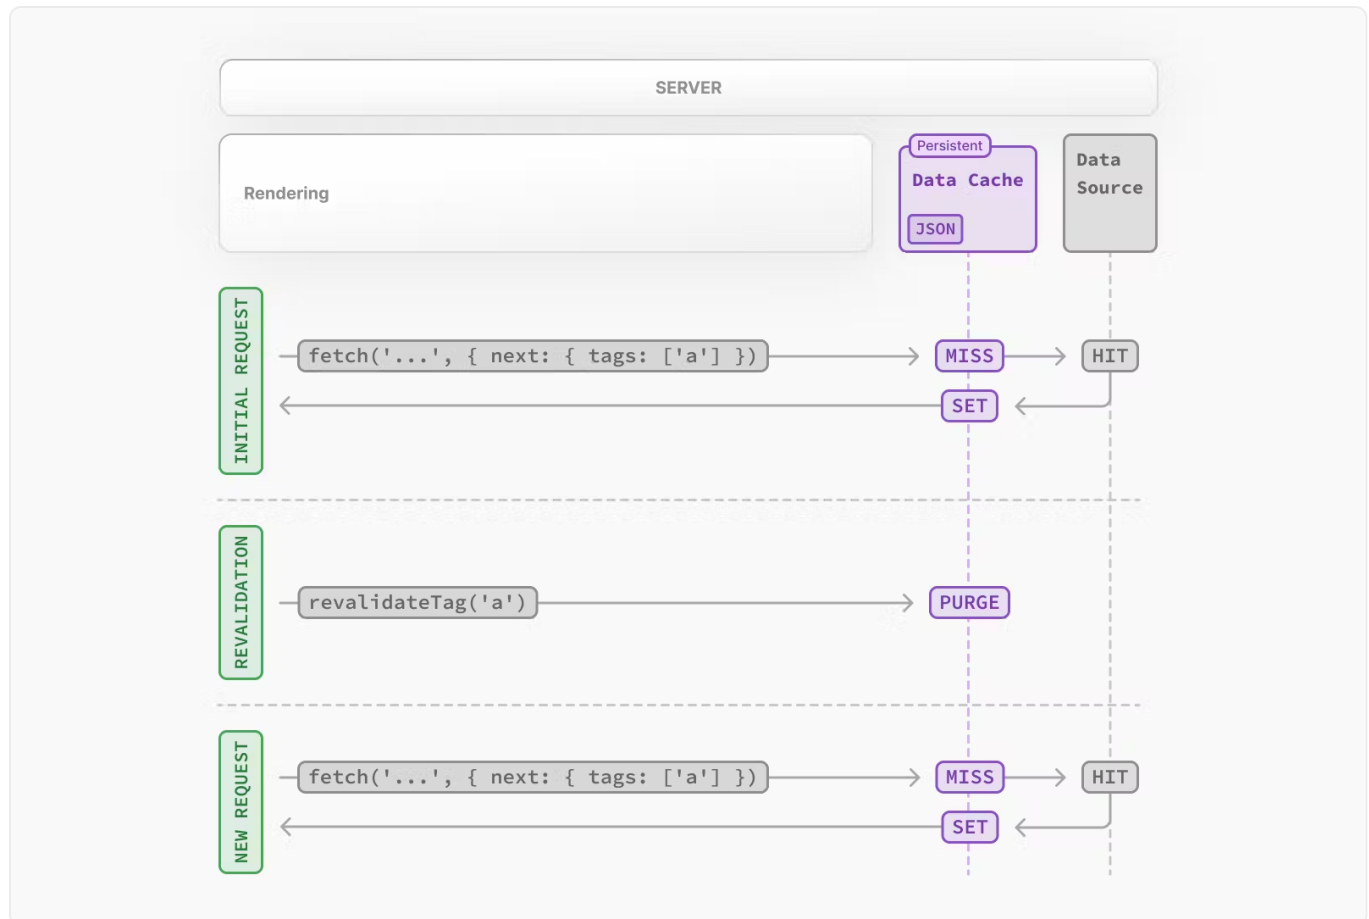 SERVER
Rendering
Persistent
Data Cache
JSON
Data
Source
INITIAL REQUEST
fetch('...', { next: { tags: ['a'] })
MISS
HIT
SET
REVALIDATION
revalidateTag('a')
PURGE
NEW REQUEST
fetch('...', { next: { tags: ['a'] })
MISS
HIT
SET